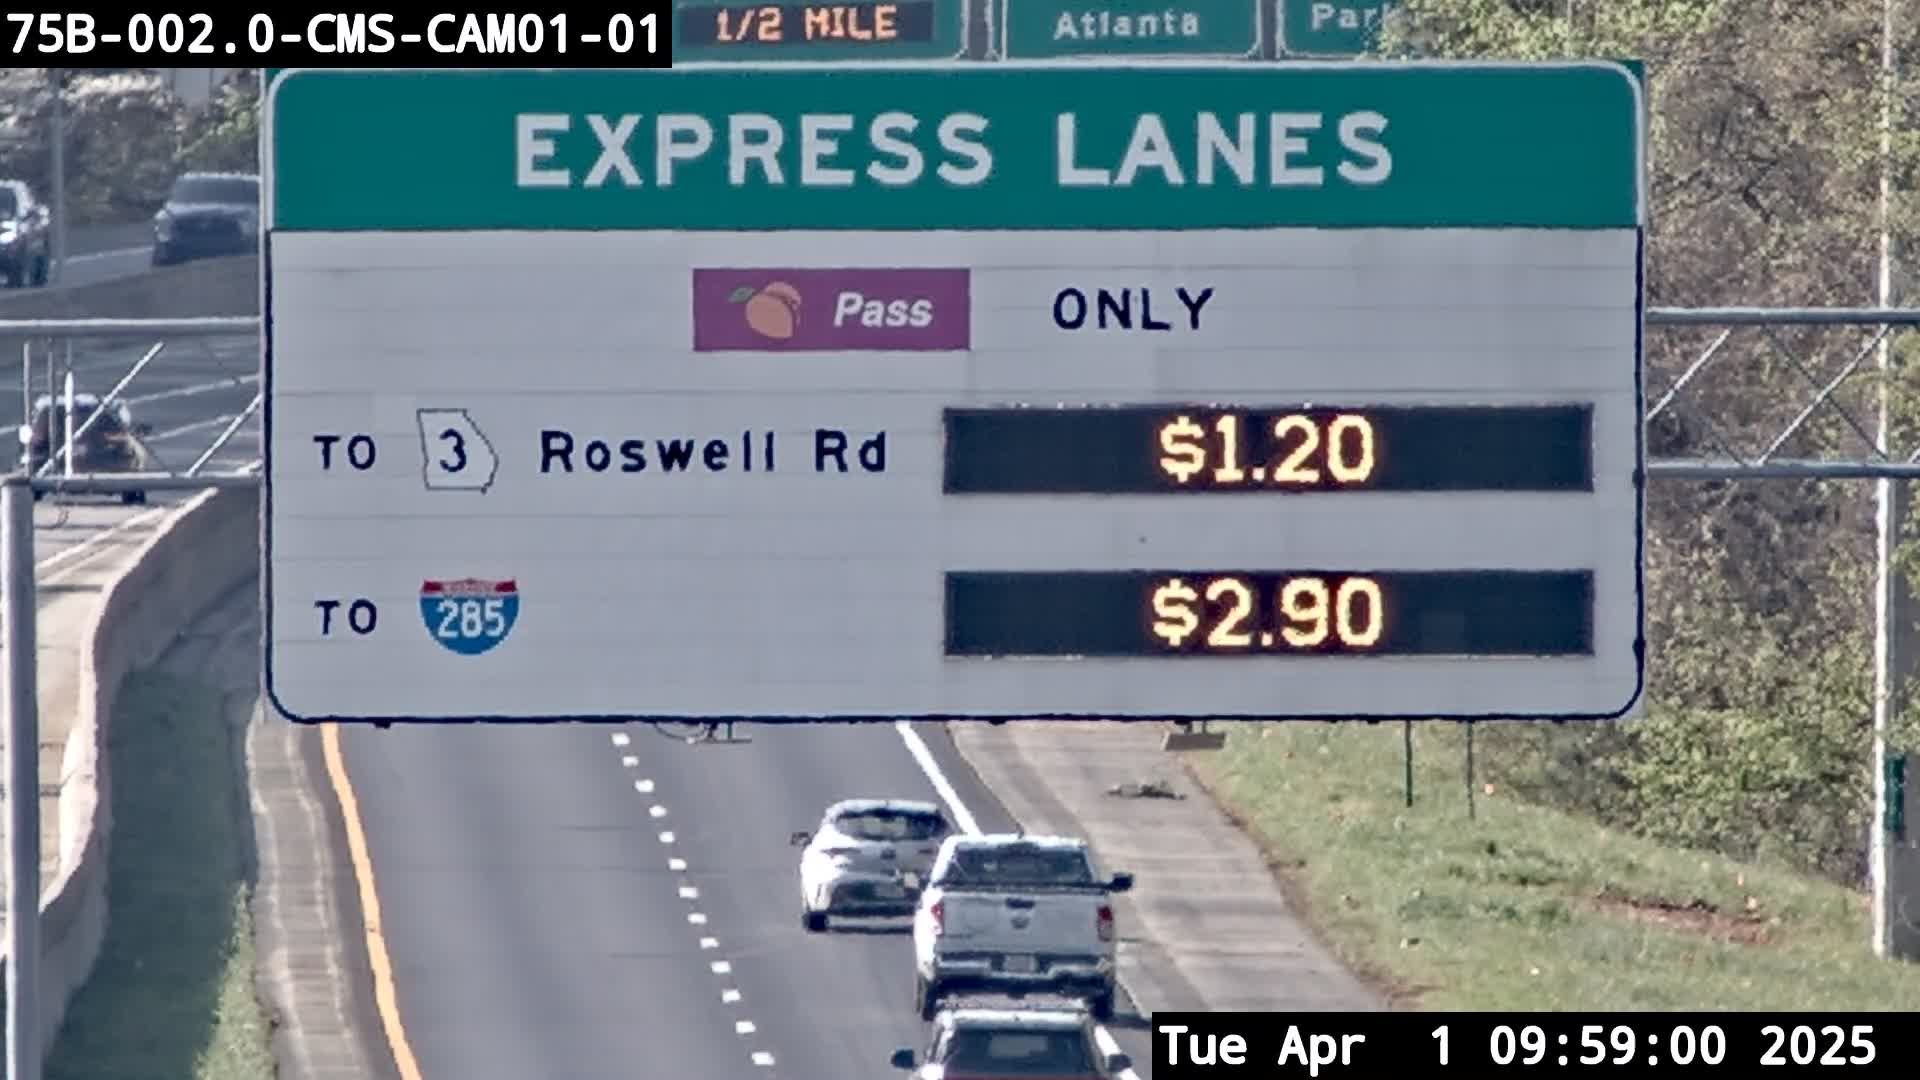 75B-002.0-CMS-CAM01-01
1/2 MILE
Atlanta
EXPRESS LANES
Pass ONLY
TO 3 Roswell Rd $1.20
TO 285 $2.90
Tue Apr 1 09:59:00 2025